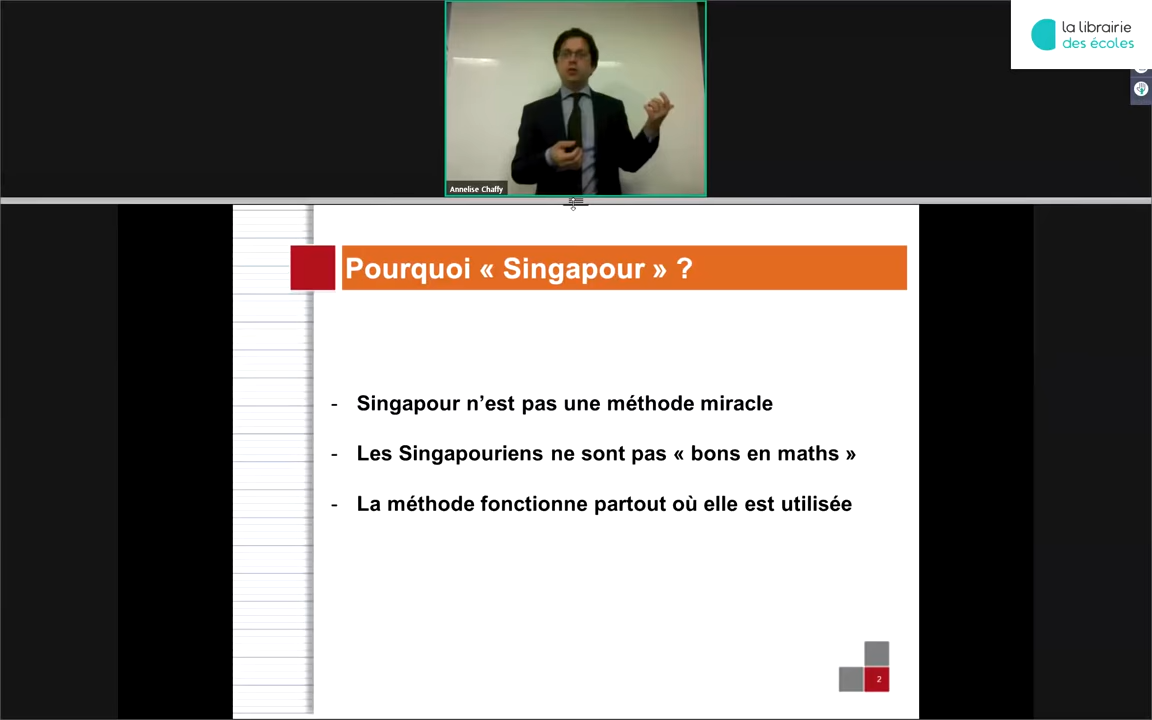 la librairie
des écoles
Annelise Chaffy
Pourquoi « Singapour » ?
- Singapour n’est pas une méthode miracle
- Les Singapouriens ne sont pas « bons en maths »
- La méthode fonctionne partout où elle est utilisée
2